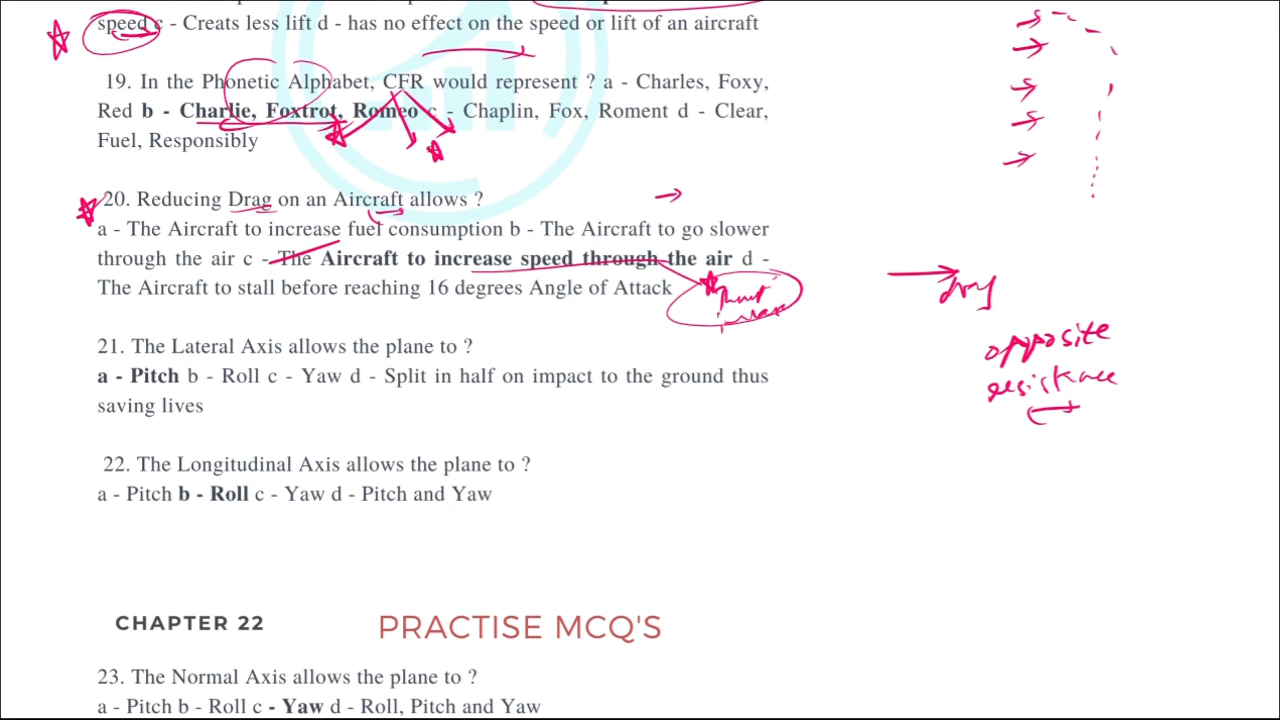 speed c - Creats less lift d - has no effect on the speed or lift of an aircraft
19. In the Phonetic Alphabet, CFR would represent ? a - Charles, Foxy,
Red b - Charlie, Foxtrot, Romeo c - Chaplin, Fox, Roment d - Clear,
Fuel, Responsibly
20. Reducing Drag on an Aircraft allows ?
a - The Aircraft to increase fuel consumption b - The Aircraft to go slower
through the air c - The Aircraft to increase speed through the air d -
The Aircraft to stall before reaching 16 degrees Angle of Attack
drag
opposite
resistance
21. The Lateral Axis allows the plane to ?
a - Pitch b - Roll c - Yaw d - Split in half on impact to the ground thus
saving lives
22. The Longitudinal Axis allows the plane to ?
a - Pitch b - Roll c - Yaw d - Pitch and Yaw
CHAPTER 22 PRACTISE MCQ'S
23. The Normal Axis allows the plane to ?
a - Pitch b - Roll c - Yaw d - Roll, Pitch and Yaw